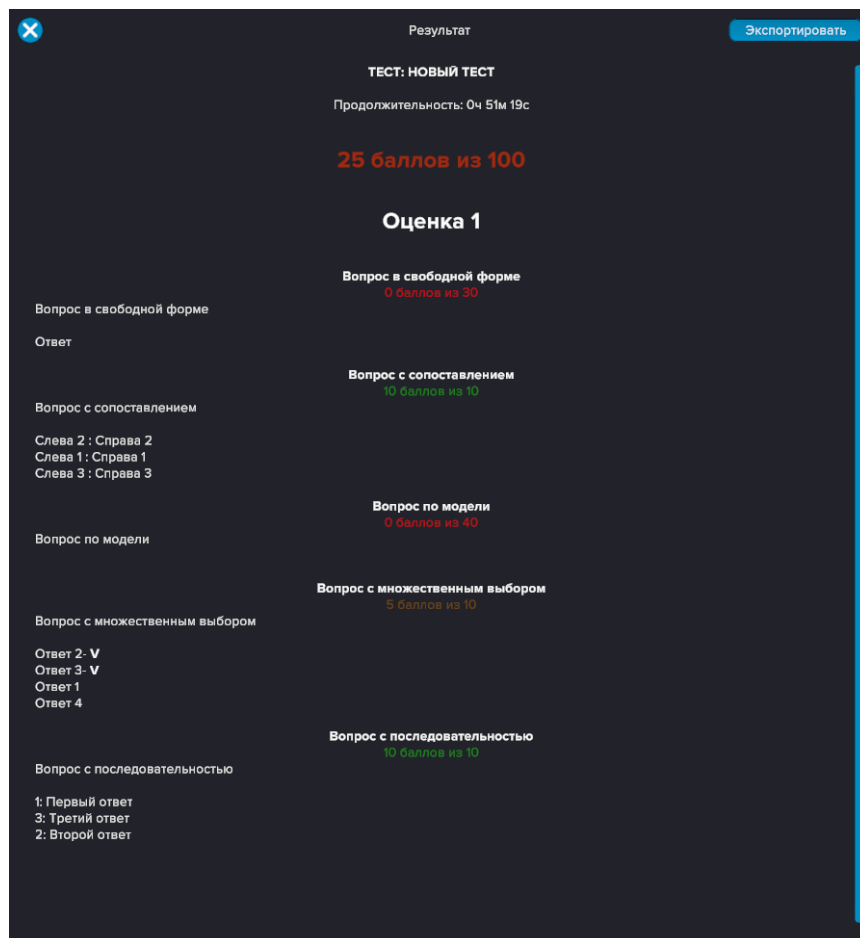 Результат
Экспортировать
ТЕСТ: НОВЫЙ ТЕСТ
Продолжительность: 0ч 51м 19с
25 баллов из 100
Оценка 1
Вопрос в свободной форме
0 баллов из 30
Вопрос в свободной форме
Ответ
Вопрос с сопоставлением
10 баллов из 10
Вопрос с сопоставлением
Слева 2 : Справа 2
Слева 1 : Справа 1
Слева 3 : Справа 3
Вопрос по модели
0 баллов из 40
Вопрос по модели
Вопрос с множественным выбором
5 баллов из 10
Вопрос с множественным выбором
Ответ 2- V
Ответ 3- V
Ответ 1
Ответ 4
Вопрос с последовательностью
10 баллов из 10
Вопрос с последовательностью
1: Первый ответ
3: Третий ответ
2: Второй ответ